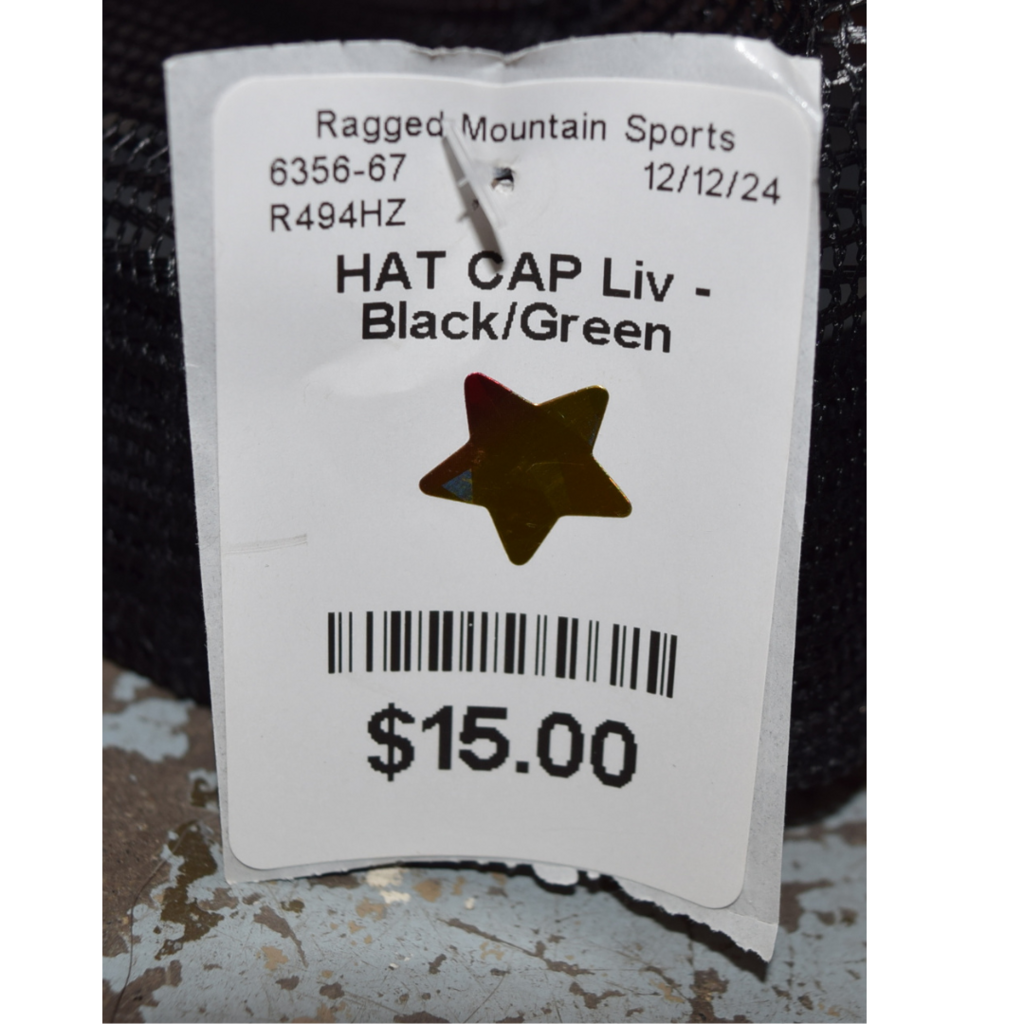 Ragged Mountain Sports
6356-67 12/12/24
R494HZ
HAT CAP Liv -
Black/Green
$15.00